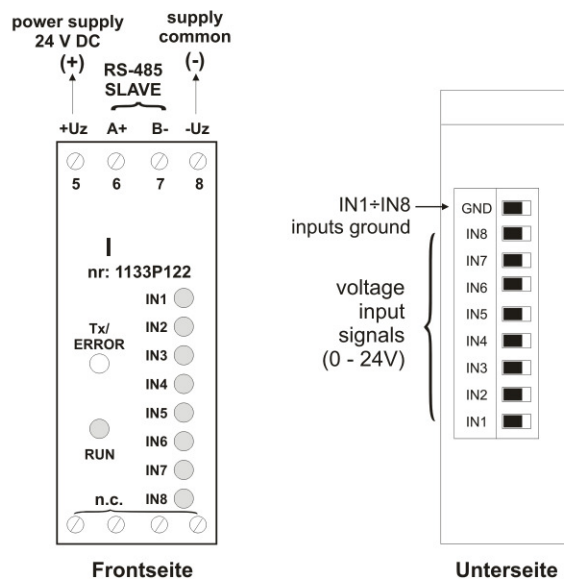 power supply
24 V DC
(+)
supply
common
(-)
RS-485
SLAVE
+Uz A+ B- -Uz
5 6 7 8
I
nr: 1133P122
IN1
IN2
IN3
IN4
IN5
IN6
IN7
IN8
Tx/
ERROR
RUN
n.c.
Frontseite
IN1÷IN8
inputs ground
voltage
input
signals
(0 - 24V)
GND
IN8
IN7
IN6
IN5
IN4
IN3
IN2
IN1
Unterseite